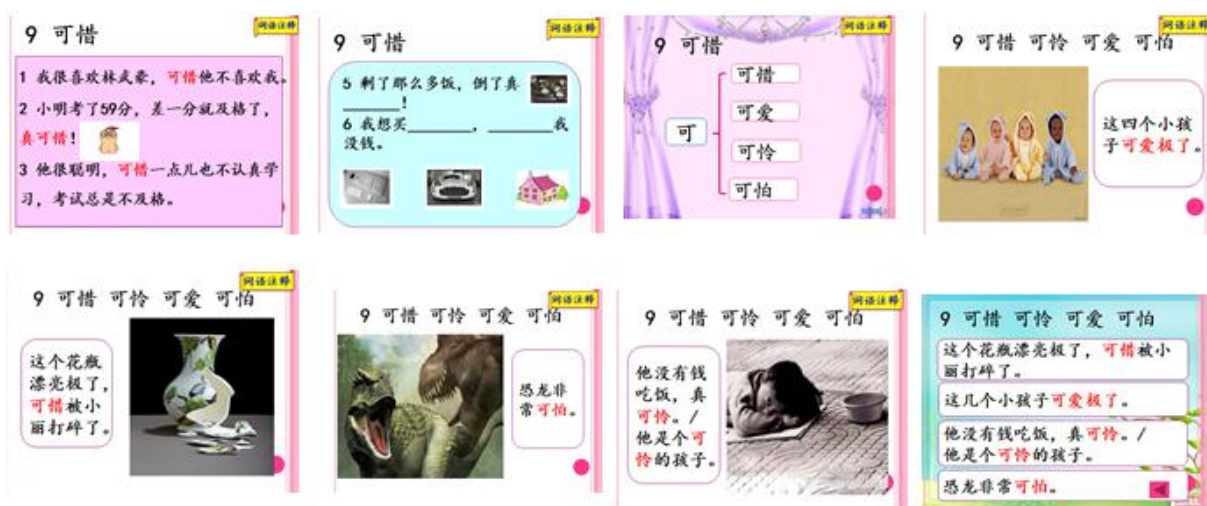 词语注释
9 可惜
1 我很喜欢林武豪，可惜他不喜欢我。
2 小明考了59分，差一分就及格了，
真可惜！
3 他很聪明，可惜一点儿也不认真学
习，考试总是不及格。
词语注释
9 可惜
5 剩了那么多饭，倒了真
______！
6 我想买______，______我
没钱。
词语注释
9 可惜
可
可惜
可爱
可怜
可怕
词语注释
9 可惜 可怜 可爱 可怕
这四个小孩
子可爱极了。
词语注释
9 可惜 可怜 可爱 可怕
这个花瓶
漂亮极了，
可惜被小
丽打碎了。
词语注释
9 可惜 可怜 可爱 可怕
恐龙非
常可怕。
词语注释
9 可惜 可怜 可爱 可怕
他没有钱
吃饭，真
可怜。/
他是个可
怜的孩子。
9 可惜 可怜 可爱 可怕
这个花瓶漂亮极了，可惜被小
丽打碎了。
这几个小孩子可爱极了。
他没有钱吃饭，真可怜。/
他是个可怜的孩子。
恐龙非常可怕。